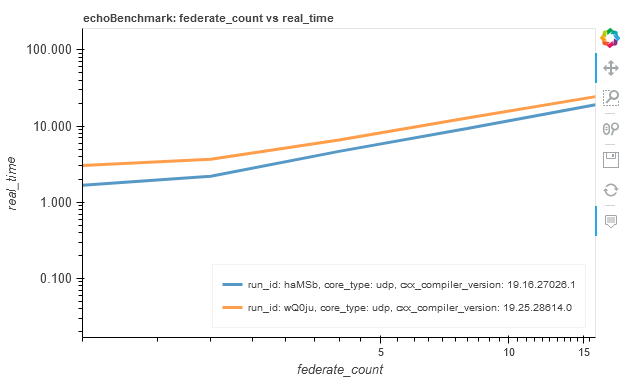 echoBenchmark: federate_count vs real_time
100.000
10.000
1.000
0.100
real_time
run_id: haMSb, core_type: udp, cxx_compiler_version: 19.16.27026.1
run_id: wQ0ju, core_type: udp, cxx_compiler_version: 19.25.28614.0
5
10
15
federate_count